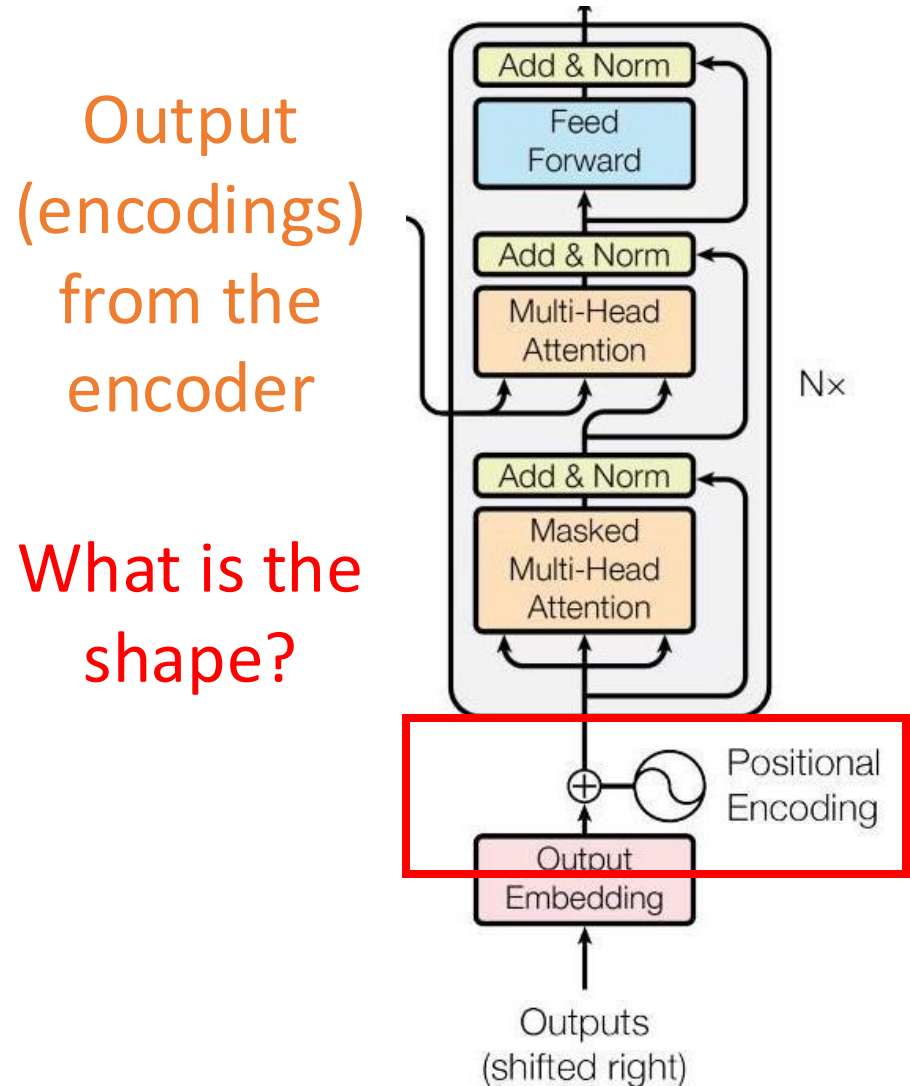 Output
(encodings)
from the
encoder
What is the
shape?
Add & Norm
Feed
Forward
Add & Norm
Multi-Head
Attention
N×
Add & Norm
Masked
Multi-Head
Attention
Positional
Encoding
Output
Embedding
Outputs
(shifted right)